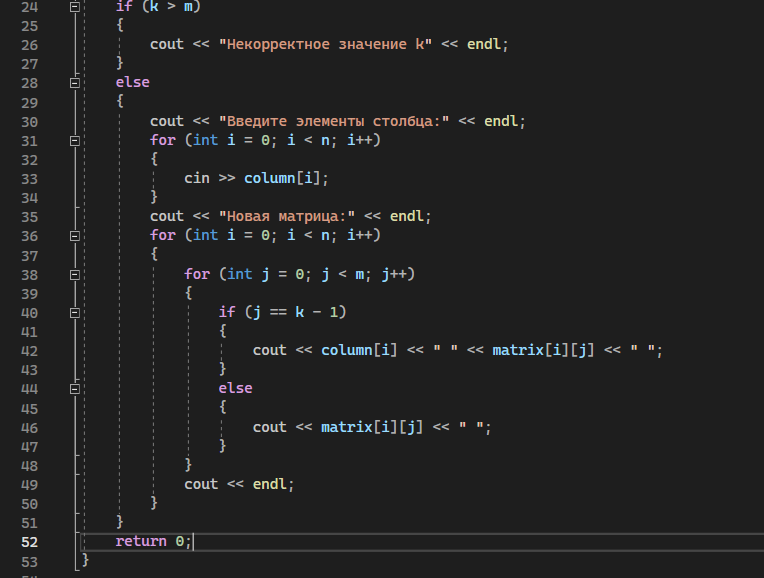 24 if (k > m)
25 {
26 cout << "Некорректное значение k" << endl;
27 }
28 else
29 {
30 cout << "Введите элементы столбца:" << endl;
31 for (int i = 0; i < n; i++)
32 {
33 cin >> column[i];
34 }
35 cout << "Новая матрица:" << endl;
36 for (int i = 0; i < n; i++)
37 {
38 for (int j = 0; j < m; j++)
39 {
40 if (j == k - 1)
41 {
42 cout << column[i] << " " << matrix[i][j] << " ";
43 }
44 else
45 {
46 cout << matrix[i][j] << " ";
47 }
48 }
49 cout << endl;
50 }
51 }
52 return 0;
53 }